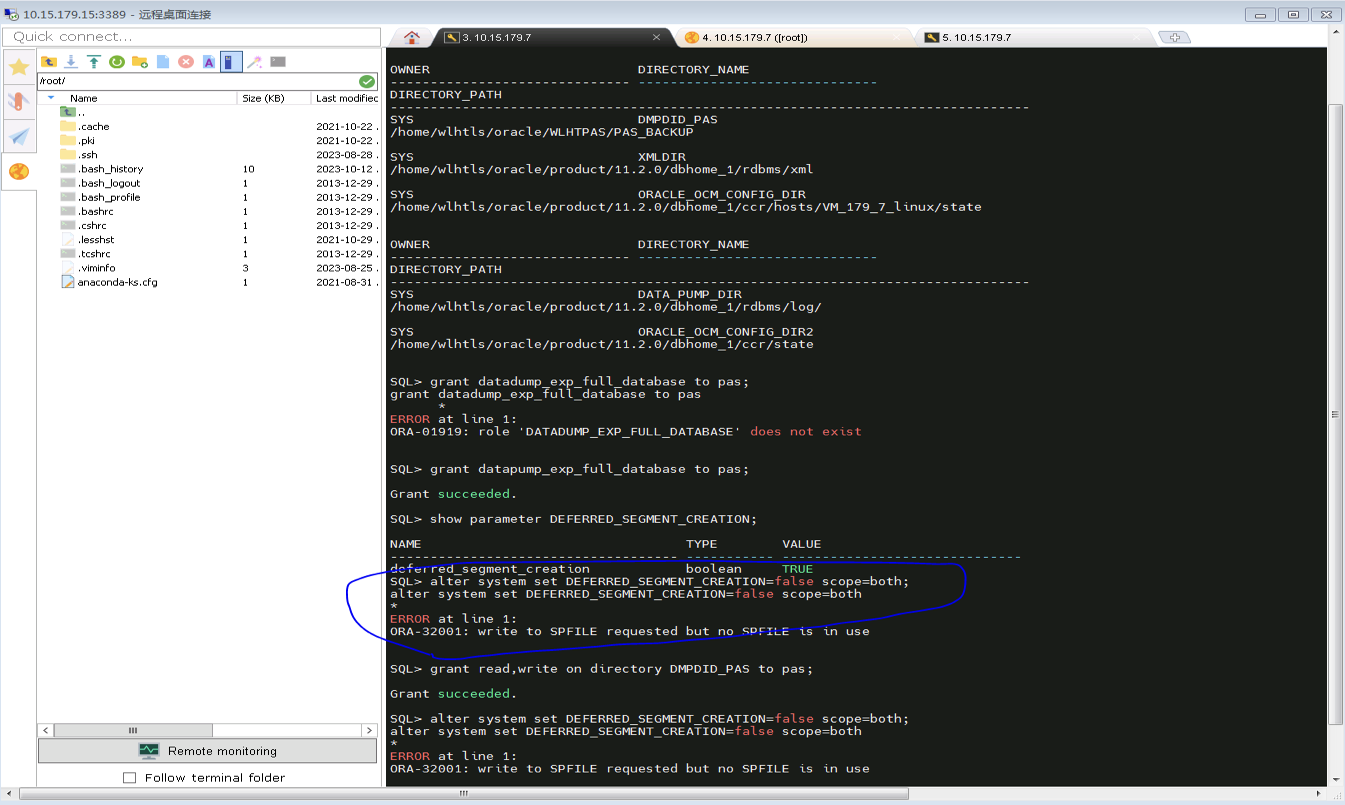 10.15.179.15:3389 - 远程桌面连接
Quick connect...
3. 10.15.179.7
4. 10.15.179.7 ([root])
5. 10.15.179.7
/root/
Name Size (KB) Last modified
..
.cache 2021-10-22 .
.pki 2021-10-22 .
.ssh 2023-08-28 .
.bash_history 10 2023-10-12 .
.bash_logout 1 2013-12-29 .
.bash_profile 1 2013-12-29 .
.bashrc 1 2013-12-29 .
.cshrc 1 2013-12-29 .
.lesshst 1 2021-10-29 .
.tcshrc 1 2013-12-29 .
.viminfo 3 2023-08-25 .
anaconda-ks.cfg 1 2021-08-31 .
Remote monitoring
Follow terminal folder
OWNER DIRECTORY_NAME
------------------------------ ------------------------------
DIRECTORY_PATH
--------------------------------------------------------------------------------
SYS DMPDID_PAS
/home/wlhtls/oracle/WLHTPAS/PAS_BACKUP
SYS XMLDIR
/home/wlhtls/oracle/product/11.2.0/dbhome_1/rdbms/xml
SYS ORACLE_OCM_CONFIG_DIR
/home/wlhtls/oracle/product/11.2.0/dbhome_1/ccr/hosts/VM_179_7_linux/state
OWNER DIRECTORY_NAME
------------------------------ ------------------------------
DIRECTORY_PATH
--------------------------------------------------------------------------------
SYS DATA_PUMP_DIR
/home/wlhtls/oracle/product/11.2.0/dbhome_1/rdbms/log/
SYS ORACLE_OCM_CONFIG_DIR2
/home/wlhtls/oracle/product/11.2.0/dbhome_1/ccr/state
SQL> grant datadump_exp_full_database to pas;
grant datadump_exp_full_database to pas
*
ERROR at line 1:
ORA-01919: role 'DATADUMP_EXP_FULL_DATABASE' does not exist
SQL> grant datapump_exp_full_database to pas;
Grant succeeded.
SQL> show parameter DEFERRED_SEGMENT_CREATION;
NAME TYPE VALUE
------------------------------------ ----------- ------------------------------
deferred_segment_creation boolean TRUE
SQL> alter system set DEFERRED_SEGMENT_CREATION=false scope=both;
alter system set DEFERRED_SEGMENT_CREATION=false scope=both
*
ERROR at line 1:
ORA-32001: write to SPFILE requested but no SPFILE is in use
SQL> grant read,write on directory DMPDID_PAS to pas;
Grant succeeded.
SQL> alter system set DEFERRED_SEGMENT_CREATION=false scope=both;
alter system set DEFERRED_SEGMENT_CREATION=false scope=both
*
ERROR at line 1:
ORA-32001: write to SPFILE requested but no SPFILE is in use